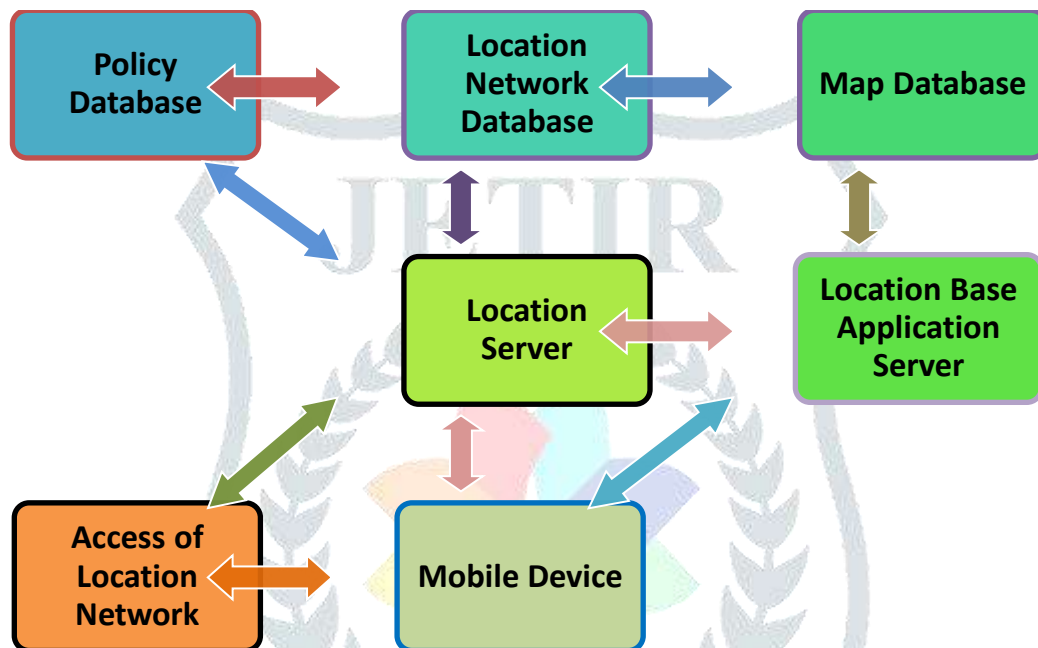 Policy
Database
Location
Network
Database
Map Database
JETIR
Location
Server
Location Base
Application
Server
Access of
Location
Network
Mobile Device